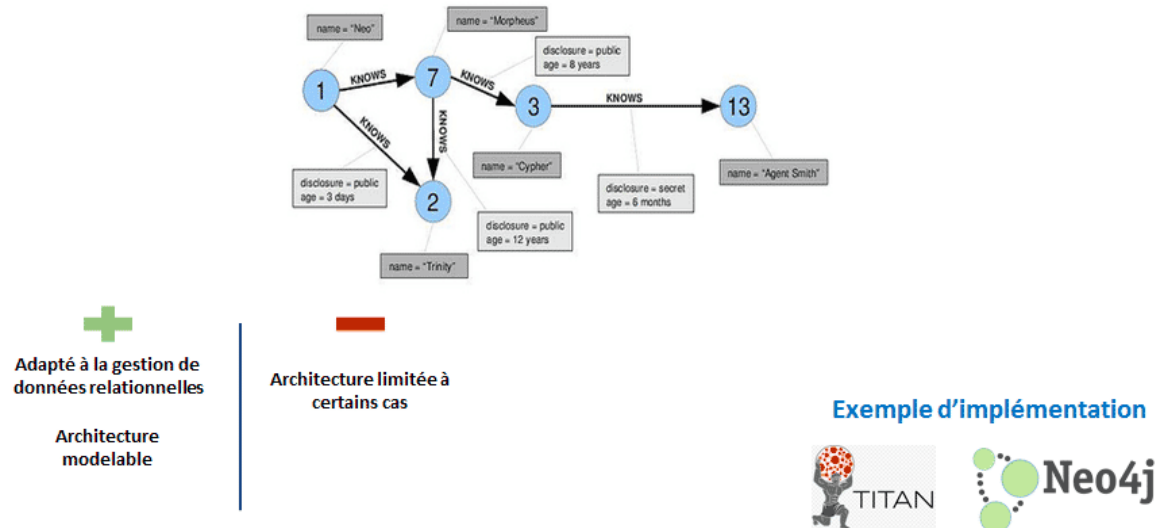 name = “Neo”
name = “Morpheus”
disclosure = public
age = 8 years
KNOWS
KNOWS
KNOWS
1
7
3
13
KNOWS
KNOWS
name = “Cypher”
name = “Agent Smith”
disclosure = public
age = 3 days
disclosure = secret
age = 6 months
2
disclosure = public
age = 12 years
name = “Trinity”
Adapté à la gestion de
données relationnelles
Architecture
modelable
Architecture limitée à
certains cas
Exemple d’implémentation
TITAN
Neo4j